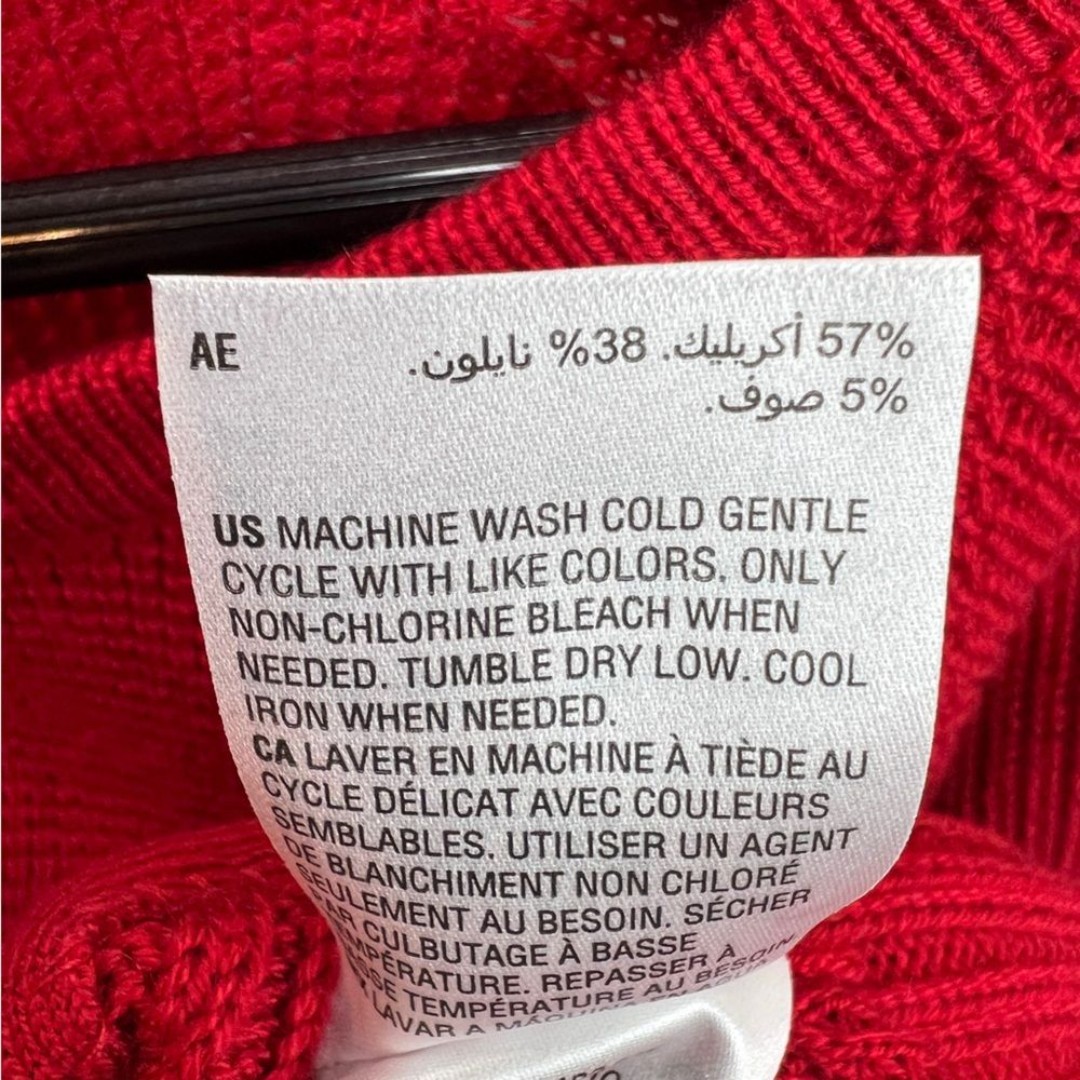 AE
57% أكريليك. 38% نايلون.
5% صوف.
US MACHINE WASH COLD GENTLE
CYCLE WITH LIKE COLORS. ONLY
NON-CHLORINE BLEACH WHEN
NEEDED. TUMBLE DRY LOW. COOL
IRON WHEN NEEDED.
CA LAVER EN MACHINE À TIÈDE AU
CYCLE DÉLICAT AVEC COULEURS
SEMBLABLES. UTILISER UN AGENT
DE BLANCHIMENT NON CHLORÉ
SEULEMENT AU BESOIN. SÉCHER
PAR CULBUTAGE À BASSE
TEMPÉRATURE. REPASSER À
TEMPÉRATURE AU BESOIN
LAVAR A MÁQUINA